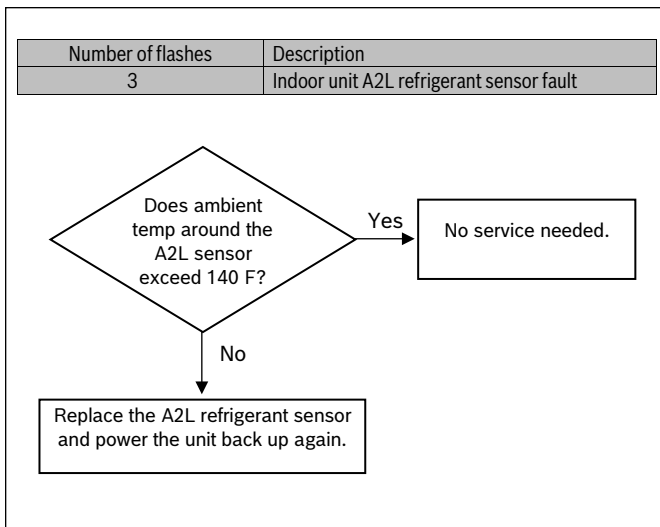 Number of flashes Description
3 Indoor unit A2L refrigerant sensor fault
Does ambient
temp around the
A2L sensor
exceed 140 F?
Yes
No service needed.
No
Replace the A2L refrigerant sensor
and power the unit back up again.